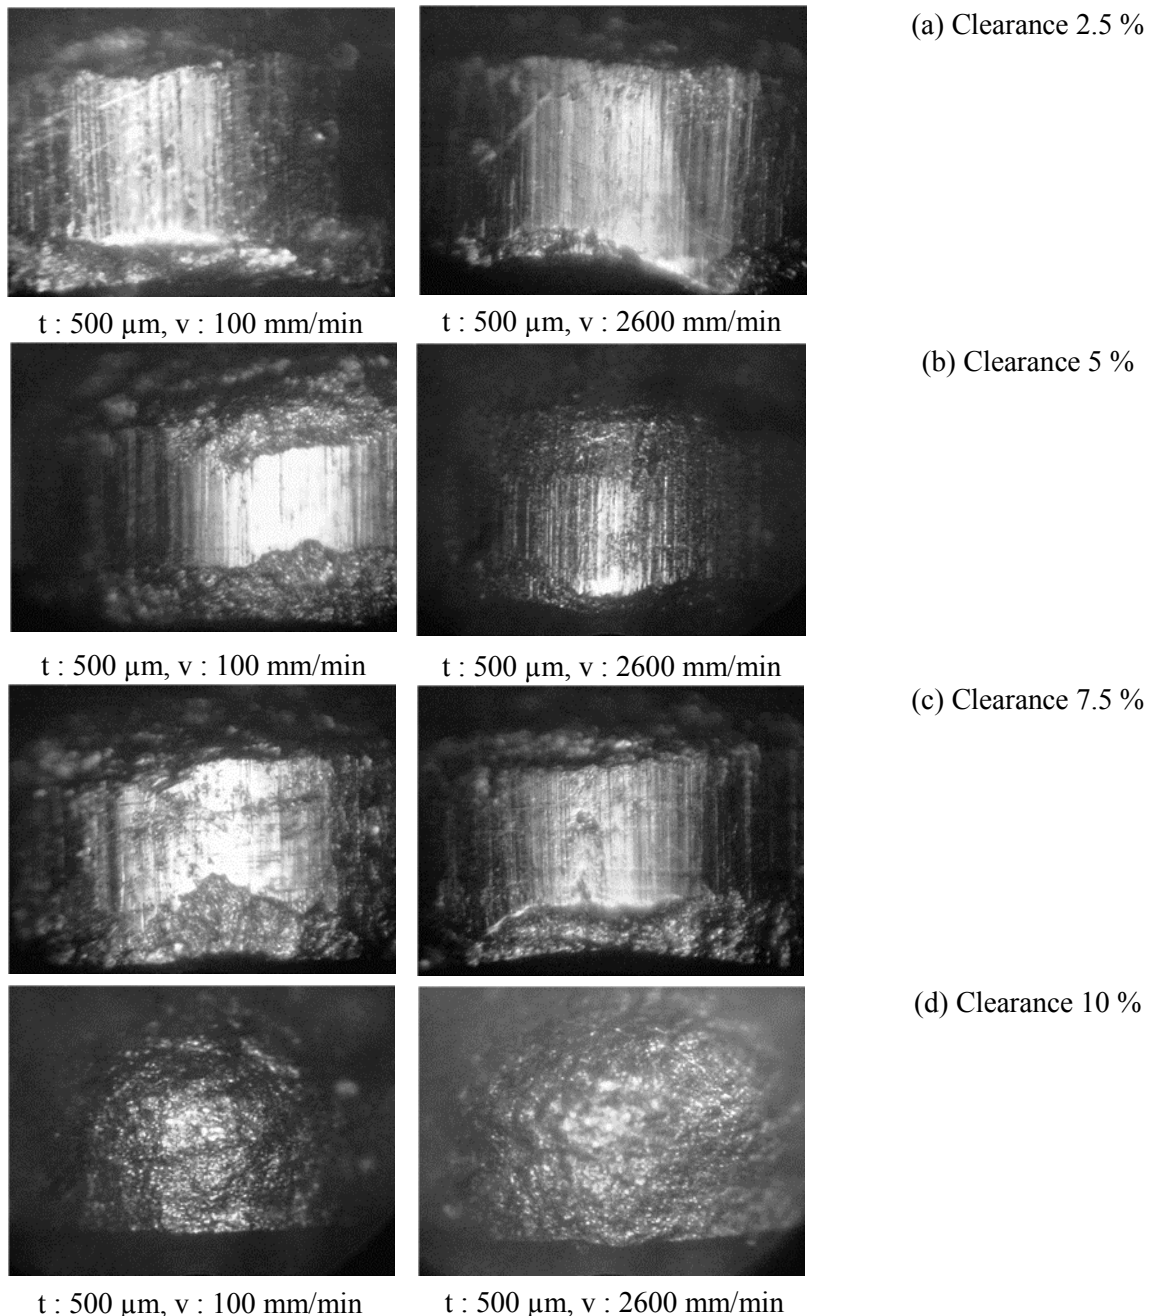 (a) Clearance 2.5 %
t : 500 µm, v : 100 mm/min
t : 500 µm, v : 2600 mm/min
(b) Clearance 5 %
t : 500 µm, v : 100 mm/min
t : 500 µm, v : 2600 mm/min
(c) Clearance 7.5 %
(d) Clearance 10 %
t : 500 µm, v : 100 mm/min
t : 500 µm, v : 2600 mm/min